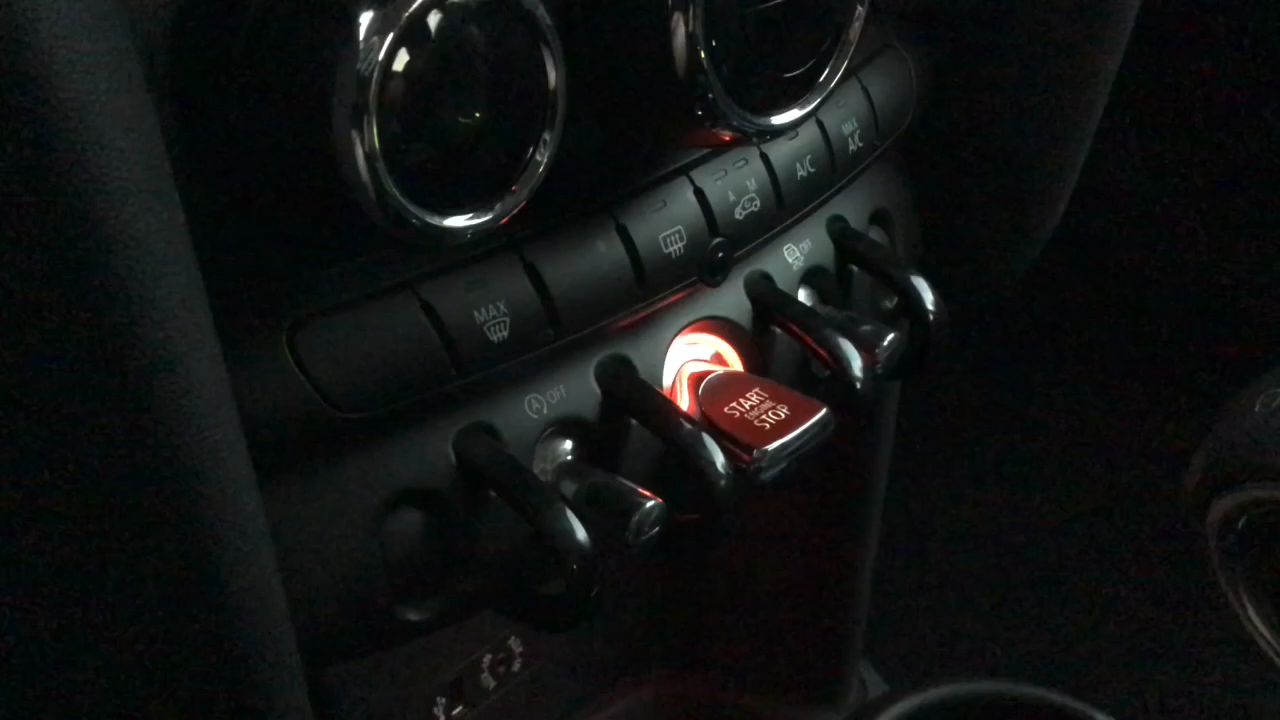 MAX
A M
A/C
MAX
A/C
A OFF
START
ENGINE
STOP
OFF